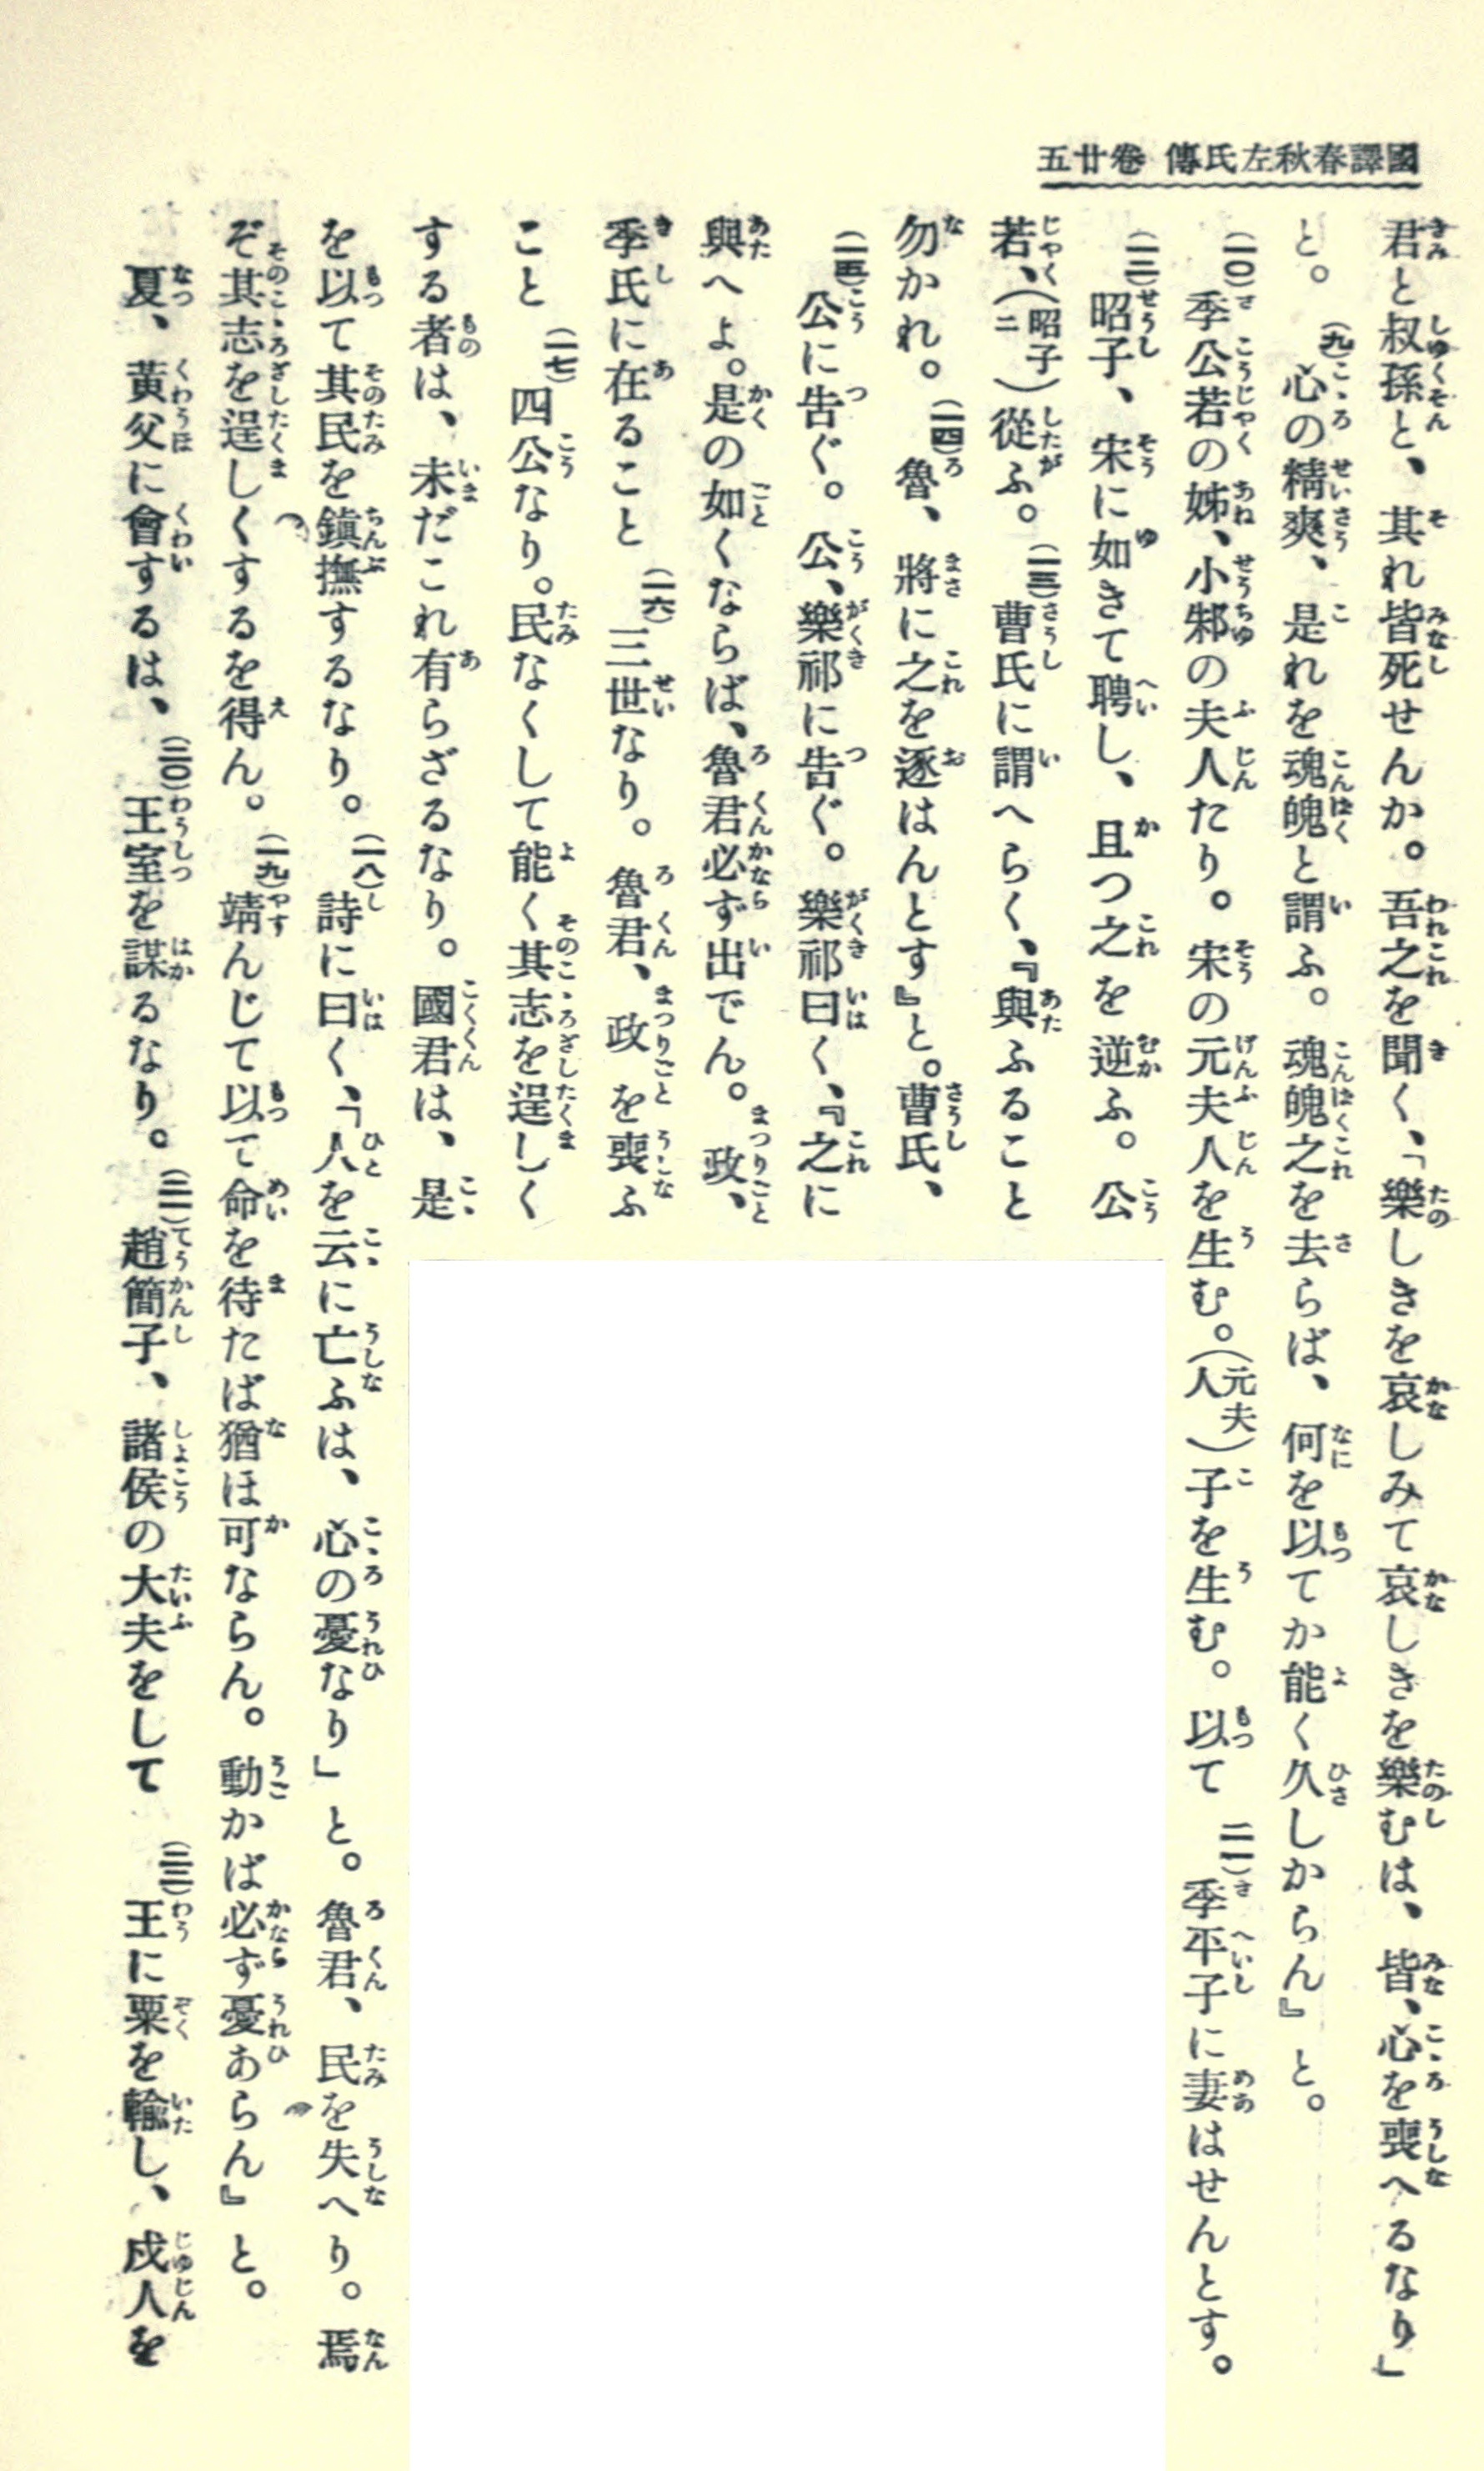 國譯春秋左氏傳 卷廿五
君と叔孫と、其れ皆死せんか。吾之を聞く、「樂しきを哀しみて哀しきを樂むは、皆、心を喪へるなり」
と。(九)心の精爽、是れを魂魄と謂ふ。魂魄之を去らば、何を以てか能く久しからん』と。
(一〇)季公若の姊、小邾の夫人たり。宋の元夫人を生む。(元夫人)子を生む。以て(一一)季平子に妻はせんとす。
(一二)昭子、宋に如きて聘し、且つ之を逆ふ。公
若、(昭子ニ)從ふ。(一三)曹氏に謂へらく、『與ふること
勿かれ。(一四)魯、將に之を逐はんとす』と。曹氏、
(一五)公に告ぐ。公、樂祁に告ぐ。樂祁曰く、『之に
與へよ。是の如くならば、魯君必ず出でん。政、
季氏に在ること(一六)三世なり。魯君、政を喪ふ
こと(一七)四公なり。民なくして能く其志を逞しく
する者は、未だこれ有らざるなり。國君は、是
を以て其民を鎭撫するなり。(一八)詩に曰く、「人を云に亡ふは、心の憂なり」と。魯君、民を失へり。焉
ぞ其志を逞しくするを得ん。(一九)靖んじて以て命を待たば猶ほ可ならん。動かば必ず憂あらん』と。
夏、黃父に會するは、(二〇)王室を謀るなり。(二一)趙簡子、諸侯の大夫をして(二二)王に粟を輸し、戍人を